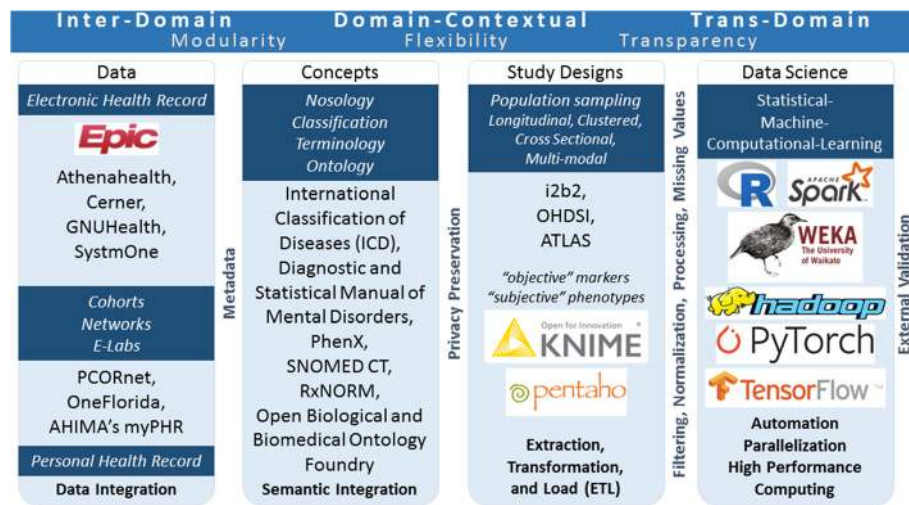 Inter-Domain Domain-Contextual Trans-Domain
Modularity Flexibility Transparency
Data
Electronic Health Record
Epic
Athenahealth,
Cerner,
GNUHealth,
SystmOne
Cohorts
Networks
E-Labs
PCORnet,
OneFlorida,
AHIMA's myPHR
Personal Health Record
Data Integration
Metadata
Concepts
Nosology
Classification
Terminology
Ontology
International
Classification of
Diseases (ICD),
Diagnostic and
Statistical Manual of
Mental Disorders,
PhenX,
SNOMED CT,
RxNORM,
Open Biological and
Biomedical Ontology
Foundry
Semantic Integration
Privacy Preservation
Study Designs
Population sampling
Longitudinal, Clustered,
Cross Sectional,
Multi-modal
i2b2,
OHDSI,
ATLAS
"objective" markers
"subjective" phenotypes
Open for Innovation
KNIME
pentaho
Extraction,
Transformation,
and Load (ETL)
Filtering, Normalization, Processing, Missing Values
Data Science
Statistical-
Machine-
Computational-Learning
R
APACHE
Spark
WEKA
The University
of Waikato
hadoop
PyTorch
TensorFlow
Automation
Parallelization
High Performance
Computing
External Validation